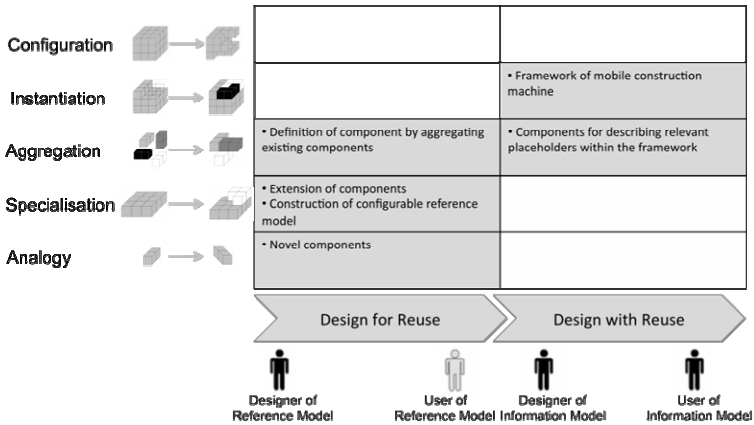 Configuration
Instantiation
• Framework of mobile construction
machine
Aggregation
• Definition of component by aggregating
existing components
• Components for describing relevant
placeholders within the framework
Specialisation
• Extension of components
• Construction of configurable reference
model
Analogy
• Novel components
Design for Reuse
Design with Reuse
Designer of
Reference Model
User of
Reference Model
Designer of
Information Model
User of
Information Model